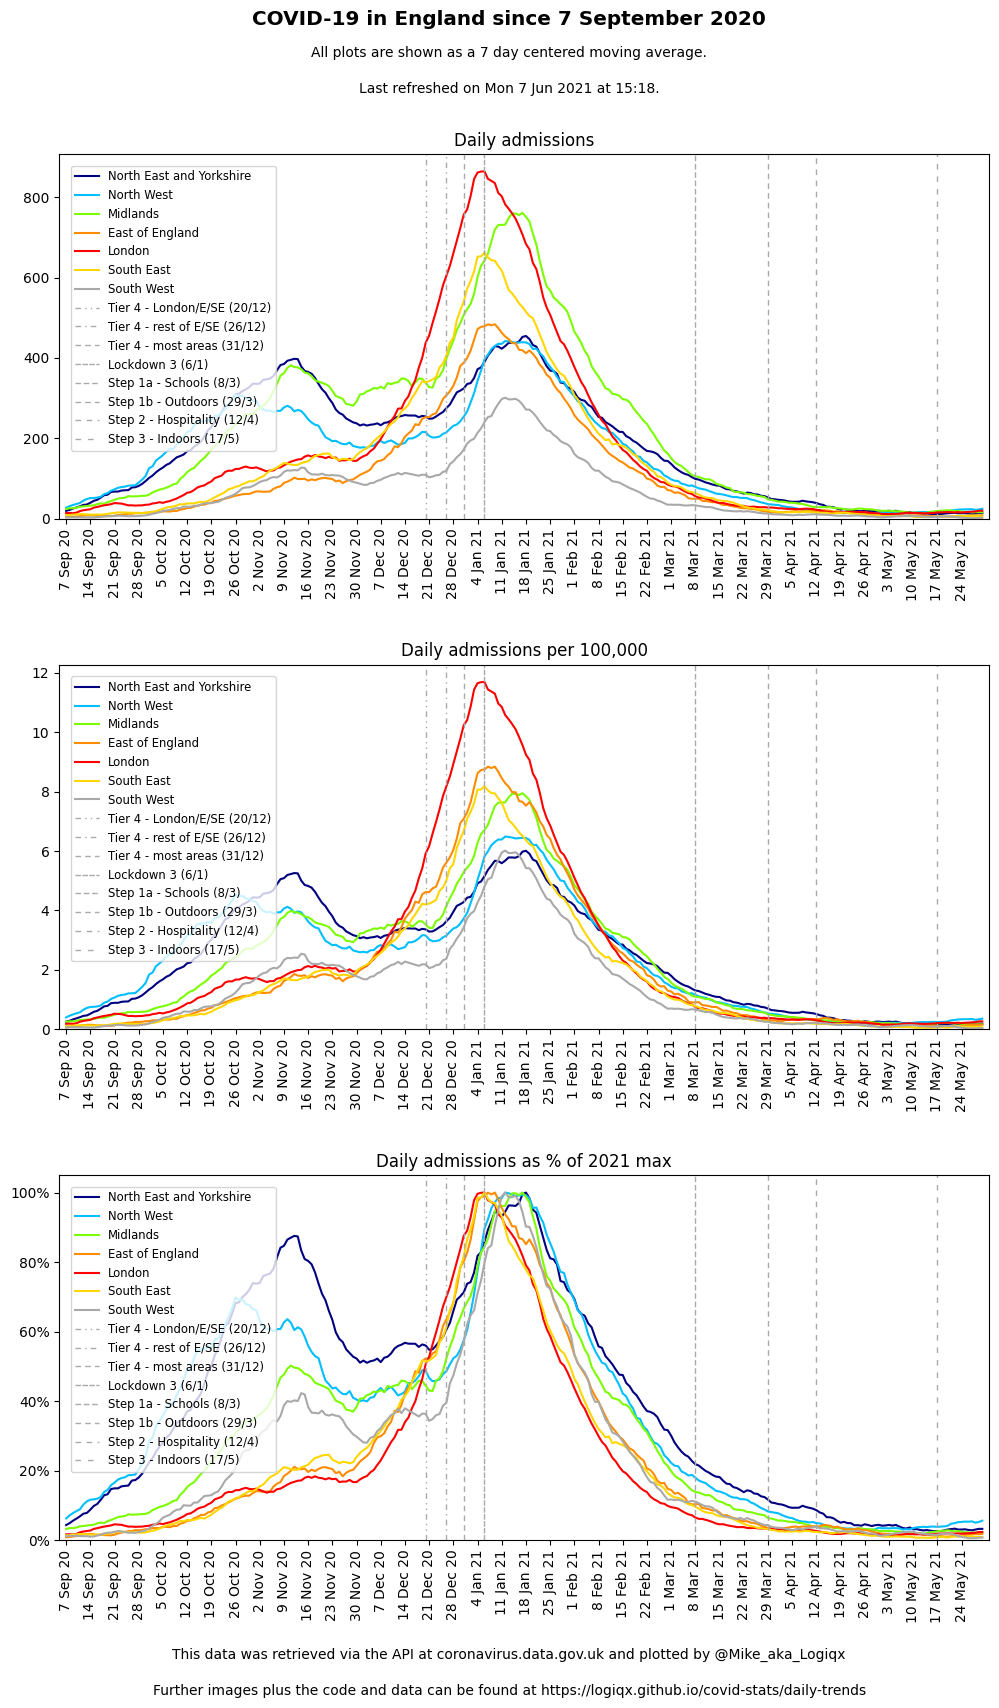 COVID-19 in England since 7 September 2020
All plots are shown as a 7 day centered moving average.
Last refreshed on Mon 7 Jun 2021 at 15:18.
Daily admissions
800
600
400
200
0
North East and Yorkshire
North West
Midlands
East of England
London
South East
South West
Tier 4 - London/E/SE (20/12)
Tier 4 - rest of E/SE (26/12)
Tier 4 - most areas (31/12)
Lockdown 3 (6/1)
Step 1a - Schools (8/3)
Step 1b - Outdoors (29/3)
Step 2 - Hospitality (12/4)
Step 3 - Indoors (17/5)
7 Sep 20
14 Sep 20
21 Sep 20
28 Sep 20
5 Oct 20
12 Oct 20
19 Oct 20
26 Oct 20
2 Nov 20
9 Nov 20
16 Nov 20
23 Nov 20
30 Nov 20
7 Dec 20
14 Dec 20
21 Dec 20
28 Dec 20
4 Jan 21
11 Jan 21
18 Jan 21
25 Jan 21
1 Feb 21
8 Feb 21
15 Feb 21
22 Feb 21
1 Mar 21
8 Mar 21
15 Mar 21
22 Mar 21
29 Mar 21
5 Apr 21
12 Apr 21
19 Apr 21
26 Apr 21
3 May 21
10 May 21
17 May 21
24 May 21
Daily admissions per 100,000
12
10
8
6
4
2
0
North East and Yorkshire
North West
Midlands
East of England
London
South East
South West
Tier 4 - London/E/SE (20/12)
Tier 4 - rest of E/SE (26/12)
Tier 4 - most areas (31/12)
Lockdown 3 (6/1)
Step 1a - Schools (8/3)
Step 1b - Outdoors (29/3)
Step 2 - Hospitality (12/4)
Step 3 - Indoors (17/5)
7 Sep 20
14 Sep 20
21 Sep 20
28 Sep 20
5 Oct 20
12 Oct 20
19 Oct 20
26 Oct 20
2 Nov 20
9 Nov 20
16 Nov 20
23 Nov 20
30 Nov 20
7 Dec 20
14 Dec 20
21 Dec 20
28 Dec 20
4 Jan 21
11 Jan 21
18 Jan 21
25 Jan 21
1 Feb 21
8 Feb 21
15 Feb 21
22 Feb 21
1 Mar 21
8 Mar 21
15 Mar 21
22 Mar 21
29 Mar 21
5 Apr 21
12 Apr 21
19 Apr 21
26 Apr 21
3 May 21
10 May 21
17 May 21
24 May 21
Daily admissions as % of 2021 max
100%
80%
60%
40%
20%
0%
North East and Yorkshire
North West
Midlands
East of England
London
South East
South West
Tier 4 - London/E/SE (20/12)
Tier 4 - rest of E/SE (26/12)
Tier 4 - most areas (31/12)
Lockdown 3 (6/1)
Step 1a - Schools (8/3)
Step 1b - Outdoors (29/3)
Step 2 - Hospitality (12/4)
Step 3 - Indoors (17/5)
7 Sep 20
14 Sep 20
21 Sep 20
28 Sep 20
5 Oct 20
12 Oct 20
19 Oct 20
26 Oct 20
2 Nov 20
9 Nov 20
16 Nov 20
23 Nov 20
30 Nov 20
7 Dec 20
14 Dec 20
21 Dec 20
28 Dec 20
4 Jan 21
11 Jan 21
18 Jan 21
25 Jan 21
1 Feb 21
8 Feb 21
15 Feb 21
22 Feb 21
1 Mar 21
8 Mar 21
15 Mar 21
22 Mar 21
29 Mar 21
5 Apr 21
12 Apr 21
19 Apr 21
26 Apr 21
3 May 21
10 May 21
17 May 21
24 May 21
This data was retrieved via the API at coronavirus.data.gov.uk and plotted by @Mike_aka_Logiqx
Further images plus the code and data can be found at https://logiqx.github.io/covid-stats/daily-trends